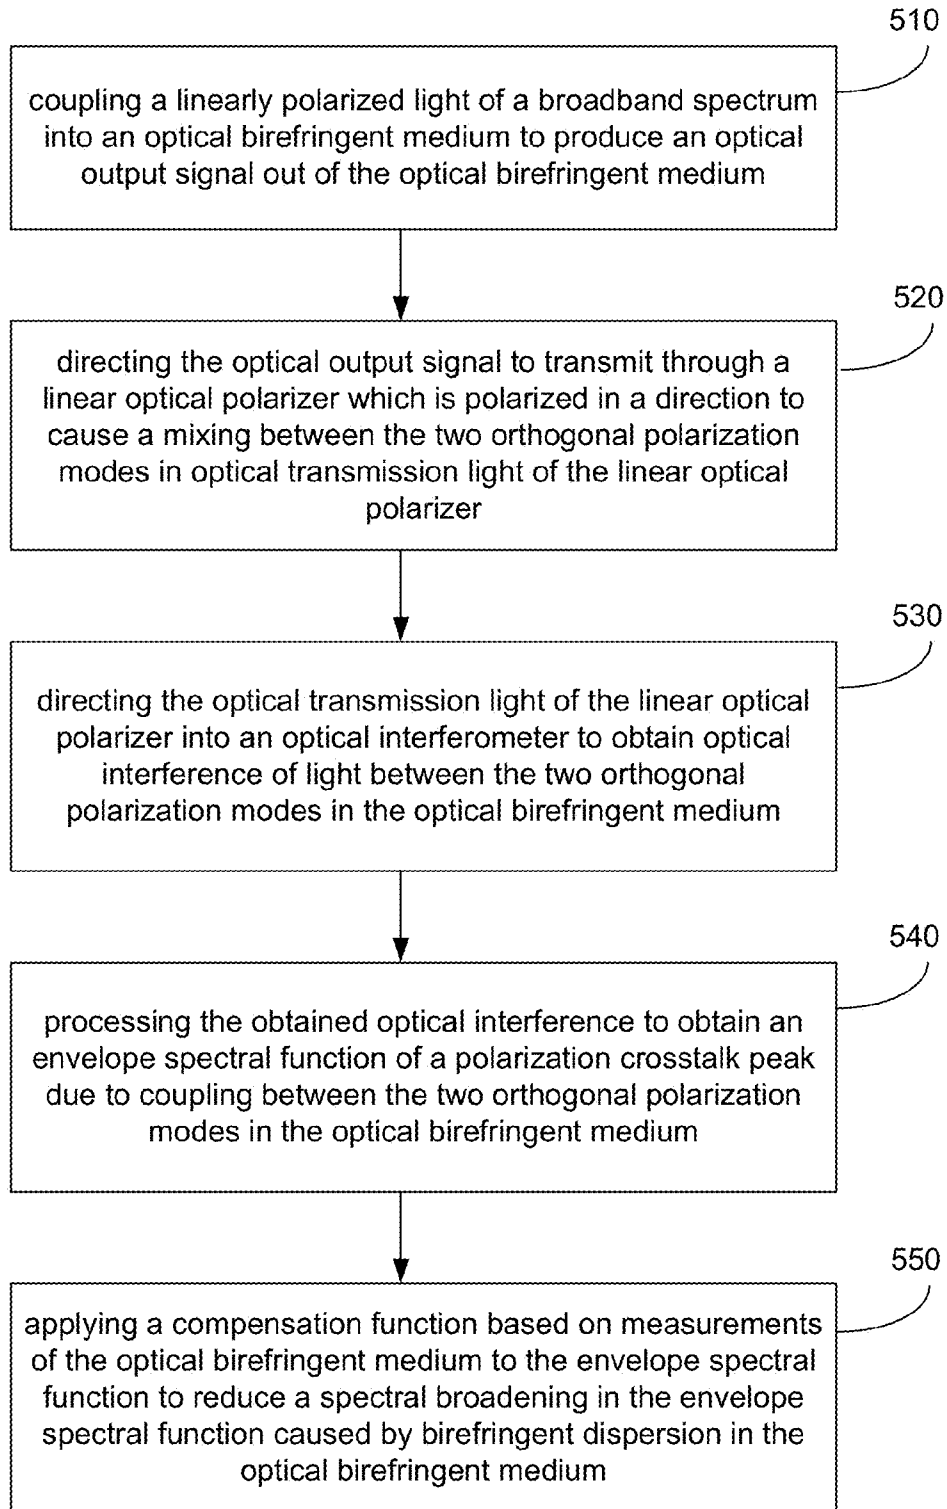 510
coupling a linearly polarized light of a broadband spectrum
into an optical birefringent medium to produce an optical
output signal out of the optical birefringent medium
520
directing the optical output signal to transmit through a
linear optical polarizer which is polarized in a direction to
cause a mixing between the two orthogonal polarization
modes in optical transmission light of the linear optical
polarizer
530
directing the optical transmission light of the linear optical
polarizer into an optical interferometer to obtain optical
interference of light between the two orthogonal
polarization modes in the optical birefringent medium
540
processing the obtained optical interference to obtain an
envelope spectral function of a polarization crosstalk peak
due to coupling between the two orthogonal polarization
modes in the optical birefringent medium
550
applying a compensation function based on measurements
of the optical birefringent medium to the envelope spectral
function to reduce a spectral broadening in the envelope
spectral function caused by birefringent dispersion in the
optical birefringent medium